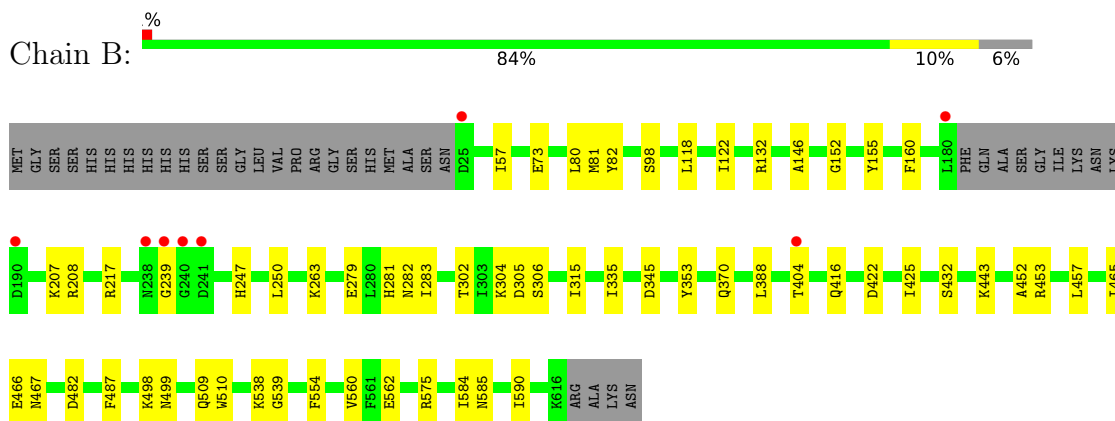 %
Chain B:
84% 10% 6%
MET GLY SER SER HIS HIS HIS HIS HIS HIS SER SER GLY LEU VAL PRO ARG GLY SER HIS MET ALA SER ASN D25 I57 E73 L80 M81 Y82 S98 L118 I122 R132 A146 G152 Y155 F160 L180 PHE GLN ALA SER GLY ILE LYS ASN LYS
D190 K207 R208 R217 N238 G239 G240 D241 H247 L250 K263 E279 L280 H281 N282 I283 T302 I303 K304 D305 S306 I315 I335 D345 Y353 Q370 L388 T404 Q416 D422 I425 S432 K443 A452 R453 L457 I465
E466 N467 D482 F487 K498 N499 Q509 W510 K538 G539 F554 V560 F561 E562 R575 I584 N585 I590 K616 ARG ALA LYS ASN